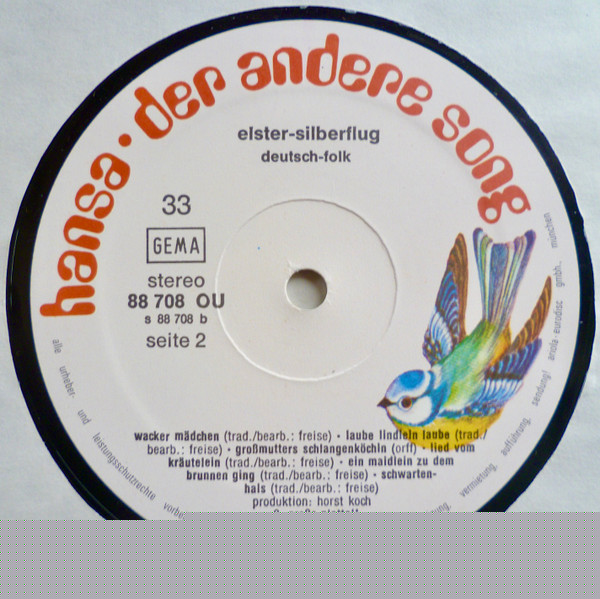 hansa · der andere song
elster-silberflug
deutsch-folk
33
GEMA
stereo
88 708 OU
s 88 708 b
seite 2
wacker mädchen (trad./bearb.: freise) · laube lindlein laube (trad./
bearb.: freise) · großmutters schlangenköchln (orff) · lied vom
kräutelein (trad./bearb.: freise) · ein maidlein zu dem
brunnen ging (trad./bearb.: freise) · schwarten-
hals (trad./bearb.: freise)
produktion: horst koch
alle urheber- und leistungsschutzrechte
vermietung, aufführung, sendung! ariola-eurodisc gmbh., münchen